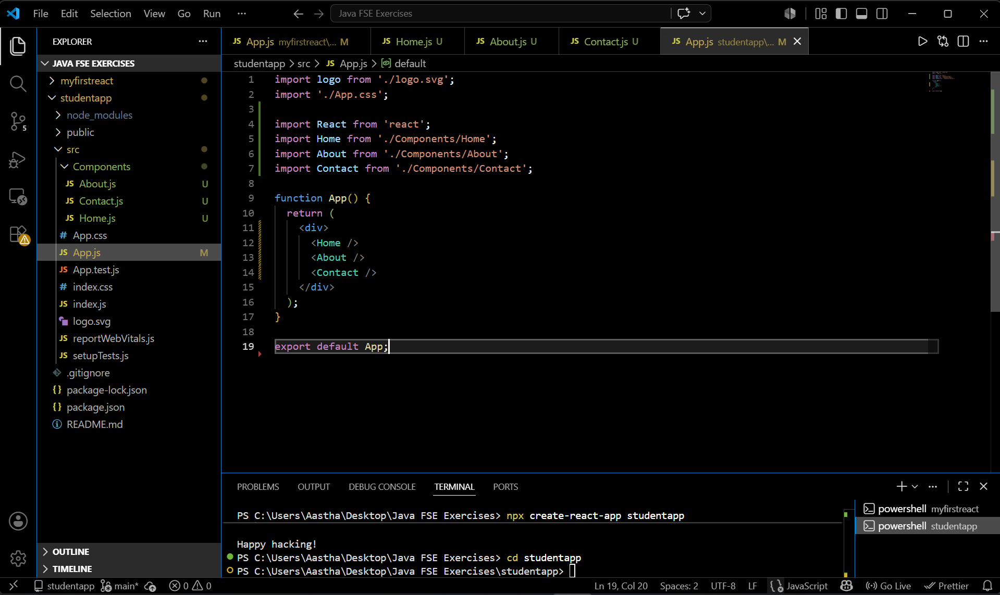 File Edit Selection View Go Run ···
Java FSE Exercises
EXPLORER ···
JAVA FSE EXERCISES
myfirstreact
studentapp
node_modules
public
src
Components
JS About.js U
JS Contact.js U
JS Home.js U
# App.css
JS App.js M
JS App.test.js
# index.css
JS index.js
logo.svg
JS reportWebVitals.js
JS setupTests.js
.gitignore
{} package-lock.json
{} package.json
README.md
OUTLINE
TIMELINE
5
JS App.js myfirstreact\... M
JS Home.js U
JS About.js U
JS Contact.js U
JS App.js studentapp\... M
studentapp > src > JS App.js > default
1 import logo from './logo.svg';
2 import './App.css';
3
4 import React from 'react';
5 import Home from './Components/Home';
6 import About from './Components/About';
7 import Contact from './Components/Contact';
8
9 function App() {
10 return (
11 <div>
12 <Home />
13 <About />
14 <Contact />
15 </div>
16 );
17 }
18
19 export default App;
PROBLEMS OUTPUT DEBUG CONSOLE TERMINAL PORTS
PS C:\Users\Aastha\Desktop\Java FSE Exercises> npx create-react-app studentapp
Happy hacking!
PS C:\Users\Aastha\Desktop\Java FSE Exercises> cd studentapp
PS C:\Users\Aastha\Desktop\Java FSE Exercises\studentapp>
powershell myfirstreact
powershell studentapp
studentapp main* 0 0 Ln 19, Col 20 Spaces: 2 UTF-8 LF JavaScript Go Live Prettier